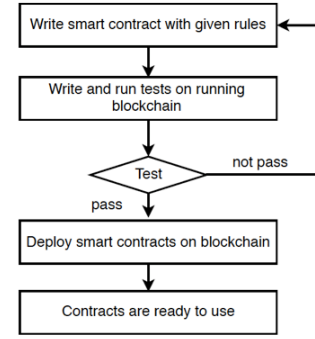 Write smart contract with given rules
Write and run tests on running
blockchain
Test
not pass
pass
Deploy smart contracts on blockchain
Contracts are ready to use